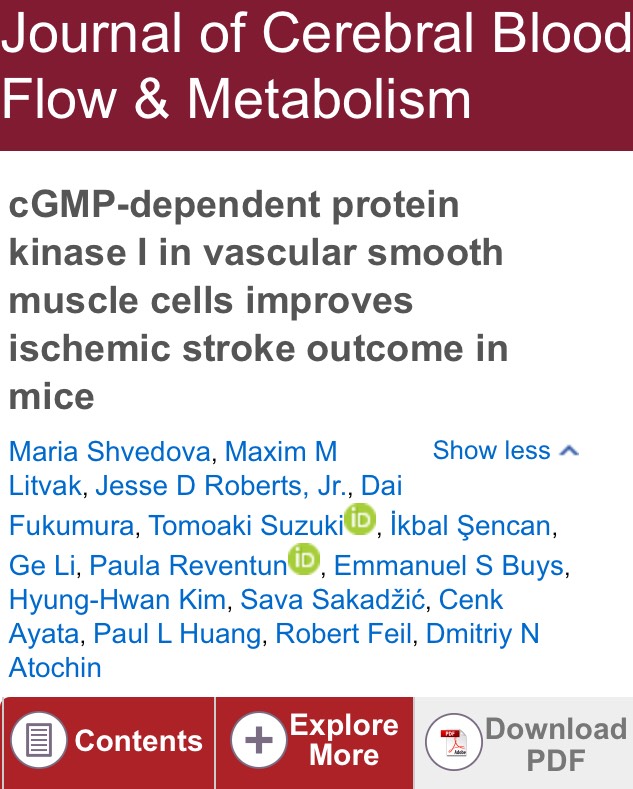 Journal of Cerebral Blood
Flow & Metabolism
cGMP-dependent protein
kinase I in vascular smooth
muscle cells improves
ischemic stroke outcome in
mice
Maria Shvedova, Maxim M
Show less
Litvak, Jesse D Roberts, Jr., Dai
Fukumura, Tomoaki Suzuki iD, İkbal Şencan,
Ge Li, Paula Reventun iD, Emmanuel S Buys,
Hyung-Hwan Kim, Sava Sakadžić, Cenk
Ayata, Paul L Huang, Robert Feil, Dmitriy N
Atochin
Contents
Explore
More
PDF
Adobe
Download
PDF